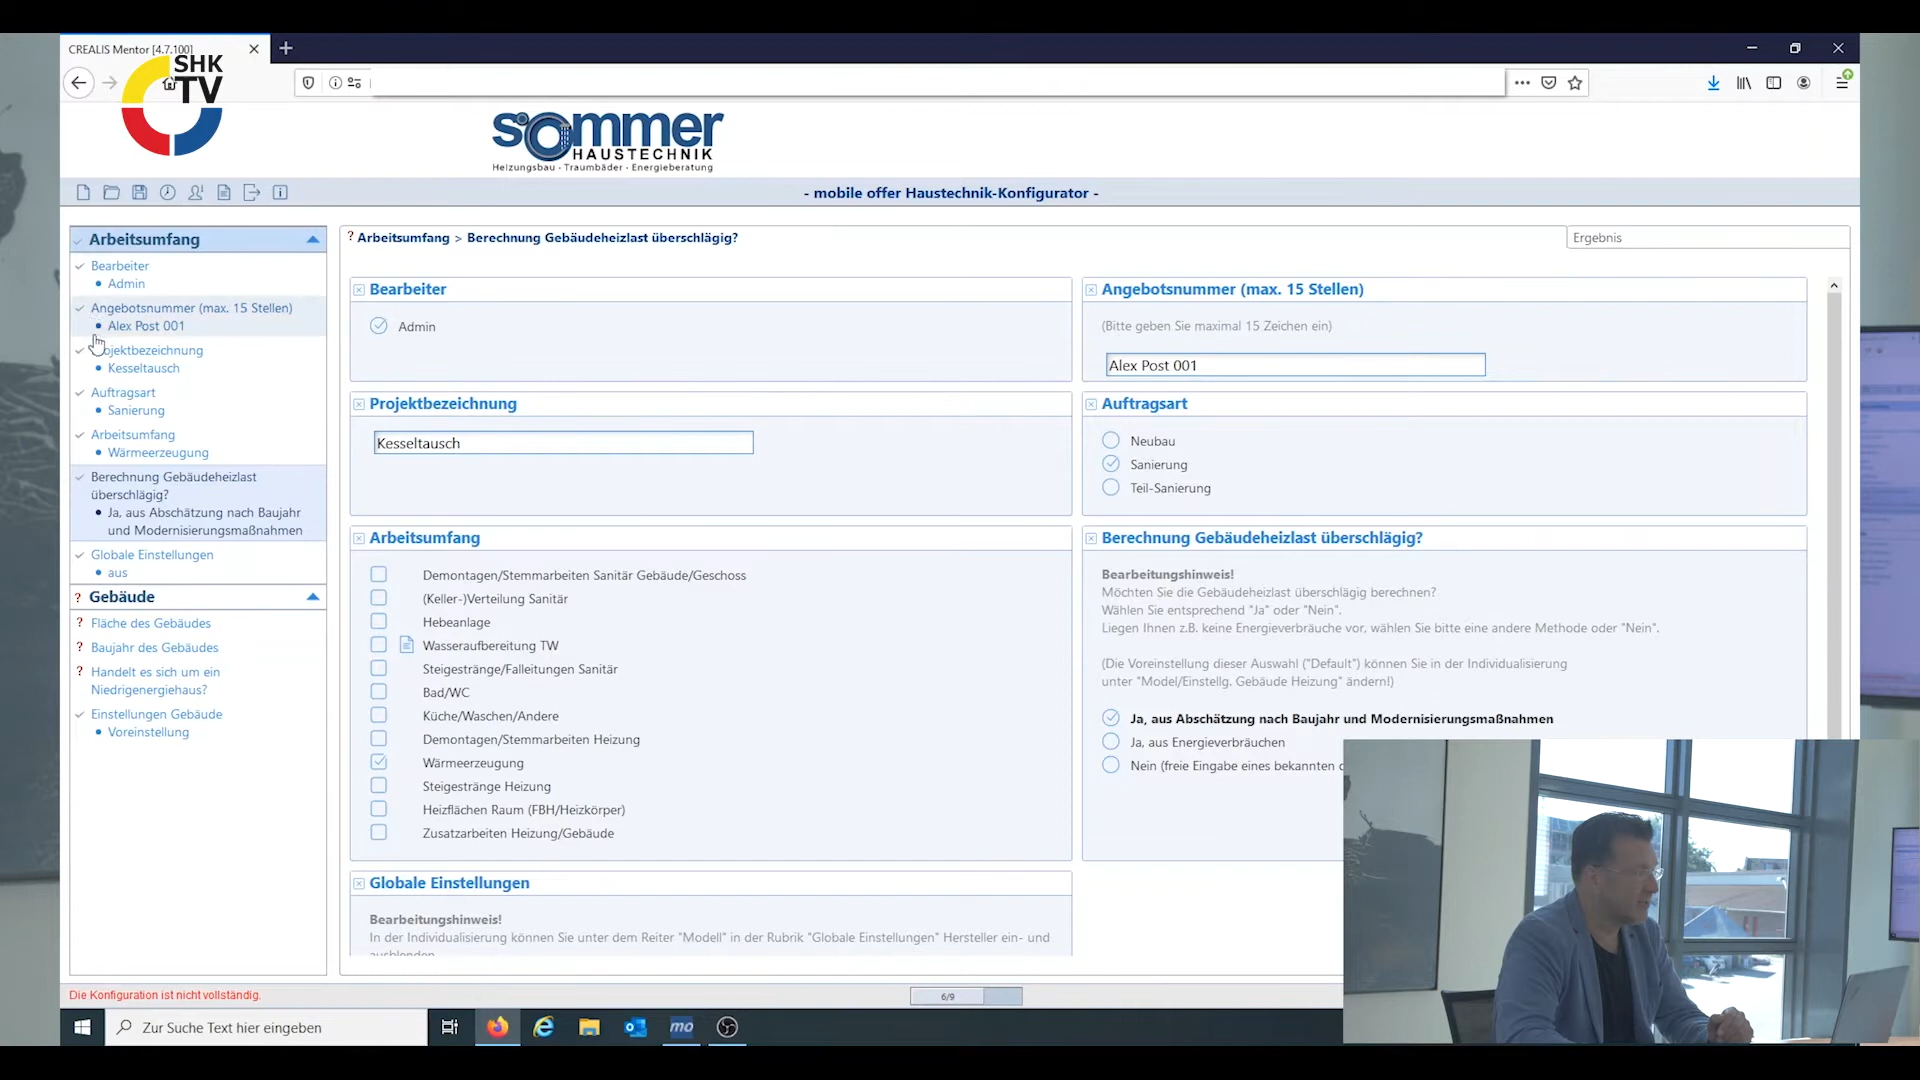 CREALIS Mentor [4.7.100]
SHK
TV
sommer
HAUSTECHNIK
Heizungsbau · Traumbäder · Energieberatung
- mobile offer Haustechnik-Konfigurator -
Arbeitsumfang
Bearbeiter
Admin
Angebotsnummer (max. 15 Stellen)
Alex Post 001
ojektbezeichnung
Kesseltausch
Auftragsart
Sanierung
Arbeitsumfang
Wärmeerzeugung
Berechnung Gebäudeheizlast
überschlägig?
Ja, aus Abschätzung nach Baujahr
und Modernisierungsmaßnahmen
Globale Einstellungen
aus
? Gebäude
? Fläche des Gebäudes
? Baujahr des Gebäudes
? Handelt es sich um ein
Niedrigenergiehaus?
Einstellungen Gebäude
Voreinstellung
? Arbeitsumfang > Berechnung Gebäudeheizlast überschlägig?
Ergebnis
Bearbeiter
Admin
Angebotsnummer (max. 15 Stellen)
(Bitte geben Sie maximal 15 Zeichen ein)
Alex Post 001
Projektbezeichnung
Kesseltausch
Auftragsart
Neubau
Sanierung
Teil-Sanierung
Arbeitsumfang
Demontagen/Stemmarbeiten Sanitär Gebäude/Geschoss
(Keller-)Verteilung Sanitär
Hebeanlage
Wasseraufbereitung TW
Steigestränge/Falleitungen Sanitär
Bad/WC
Küche/Waschen/Andere
Demontagen/Stemmarbeiten Heizung
Wärmeerzeugung
Steigestränge Heizung
Heizflächen Raum (FBH/Heizkörper)
Zusatzarbeiten Heizung/Gebäude
Berechnung Gebäudeheizlast überschlägig?
Bearbeitungshinweis!
Möchten Sie die Gebäudeheizlast überschlägig berechnen?
Wählen Sie entsprechend "Ja" oder "Nein".
Liegen Ihnen z.B. keine Energieverbräuche vor, wählen Sie bitte eine andere Methode oder "Nein".
(Die Voreinstellung dieser Auswahl ("Default") können Sie in der Individualisierung
unter "Model/Einstellg. Gebäude Heizung" ändern!)
Ja, aus Abschätzung nach Baujahr und Modernisierungsmaßnahmen
Ja, aus Energieverbräuchen
Nein (freie Eingabe eines bekannten
Globale Einstellungen
Bearbeitungshinweis!
In der Individualisierung können Sie unter dem Reiter "Modell" in der Rubrik "Globale Einstellungen" Hersteller ein- und
ausblenden
Die Konfiguration ist nicht vollständig.
6/9
Zur Suche Text hier eingeben
mo